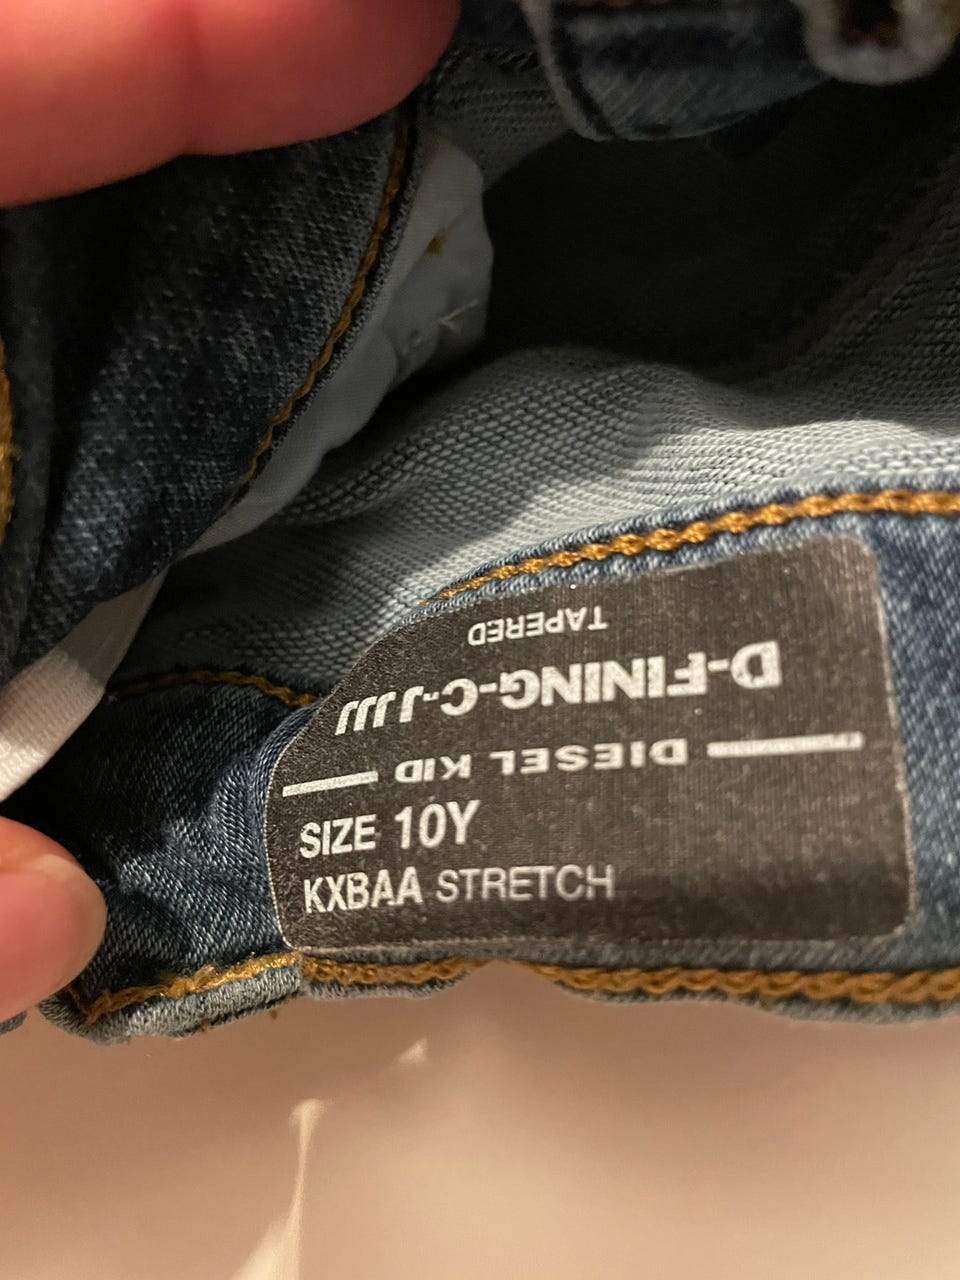 DIESEL KID
D-FINING-C-J JJJ
TAPERED
SIZE 10Y
KXBAA STRETCH